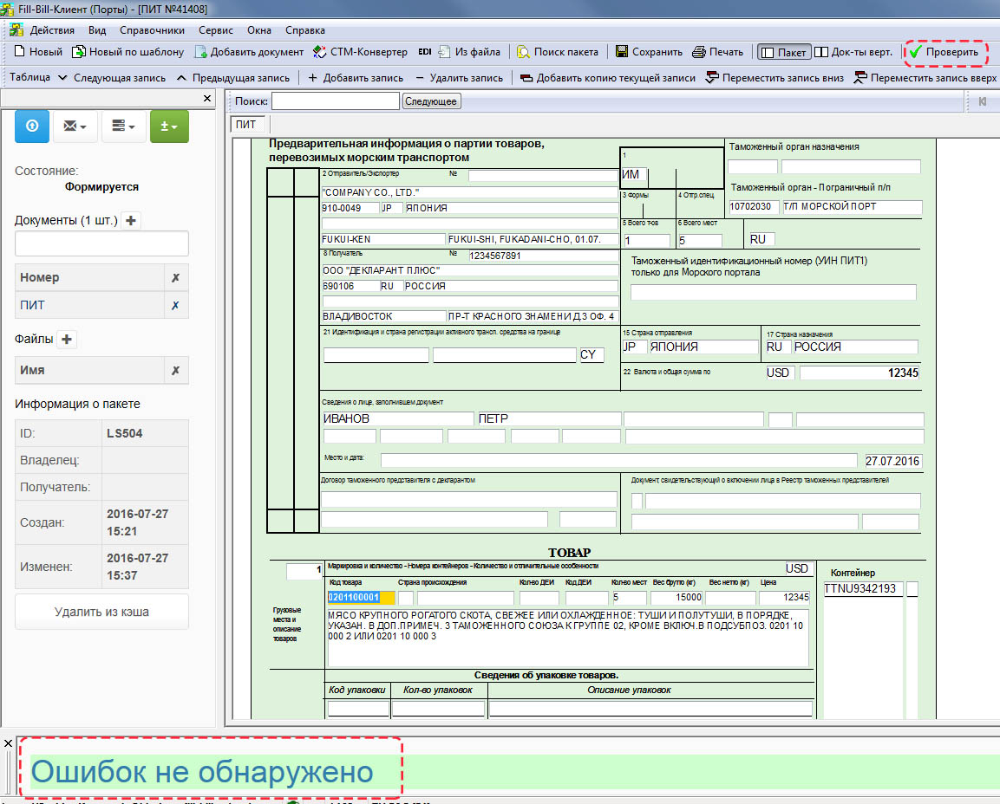 Fill-Bill-Клиент (Порты) - [ПИТ №41408]
Действия Вид Справочники Сервис Окна Справка
Новый Новый по шаблону Добавить документ СТМ-Конвертер EDI Из файла Поиск пакета Сохранить Печать Пакет Док-ты верт. Проверить
Таблица Следующая запись Предыдущая запись Добавить запись Удалить запись Добавить копию текущей записи Переместить запись вниз Переместить запись вверх
Поиск: Следующее
ПИТ
Состояние:
Формируется
Документы (1 шт.)
Номер
ПИТ
Файлы
Имя
Информация о пакете
ID: LS504
Владелец:
Получатель:
Создан: 2016-07-27 15:21
Изменен: 2016-07-27 15:37
Удалить из кэша
Предварительная информация о партии товаров,
перевозимых морским транспортом
1
ИМ
Таможенный орган назначения
2 Отправитель/Экспортер №
"COMPANY CO., LTD."
910-0049 JP ЯПОНИЯ
FUKUI-KEN FUKUI-SHI, FUKADANI-CHO, 01.07.
3 Формы 4 Отгр.спец.
Таможенный орган - Пограничный п/п
10702030 Т/П МОРСКОЙ ПОРТ
5 Всего т-ов 6 Всего мест
1 5 RU
8 Получатель № 1234567891
ООО "ДЕКЛАРАНТ ПЛЮС"
690106 RU РОССИЯ
ВЛАДИВОСТОК ПР-Т КРАСНОГО ЗНАМЕНИ Д.3 ОФ. 4
Таможенный идентификационный номер (УИН ПИТ1)
только для Морского портала
21 Идентификация и страна регистрации активного трансп. средства на границе
CY
15 Страна отправления 17 Страна назначения
JP ЯПОНИЯ RU РОССИЯ
22 Валюта и общая сумма по USD 12345
Сведения о лице, заполнившем документ
ИВАНОВ ПЕТР
Место и дата: 27.07.2016
Договор таможенного представителя с декларантом
Документ, свидетельствующий о включении лица в Реестр таможенных представителей
ТОВАР
1 Маркировка и количество - Номера контейнеров - Количество и отличительные особенности USD
Контейнер
Код товара Страна происхождения Кол-во ДЕИ Код ДЕИ Кол-во мест Вес брутто (кг) Вес нетто (кг) Цена
0201100001 5 15000 12345
TTNU9342193
Грузовые
места и
описание
товаров
МЯСО КРУПНОГО РОГАТОГО СКОТА, СВЕЖЕЕ ИЛИ ОХЛАЖДЕННОЕ: ТУШИ И ПОЛУТУШИ, В ПОРЯДКЕ,
УКАЗАН. В ДОП.ПРИМЕЧ. 3 ТАМОЖЕННОГО СОЮЗА К ГРУППЕ 02, КРОМЕ ВКЛЮЧ.В ПОДСУБПОЗ. 0201 10
000 2 ИЛИ 0201 10 000 3
Сведения об упаковке товаров.
Код упаковки Кол-во упаковок Описание упаковок
Ошибок не обнаружено